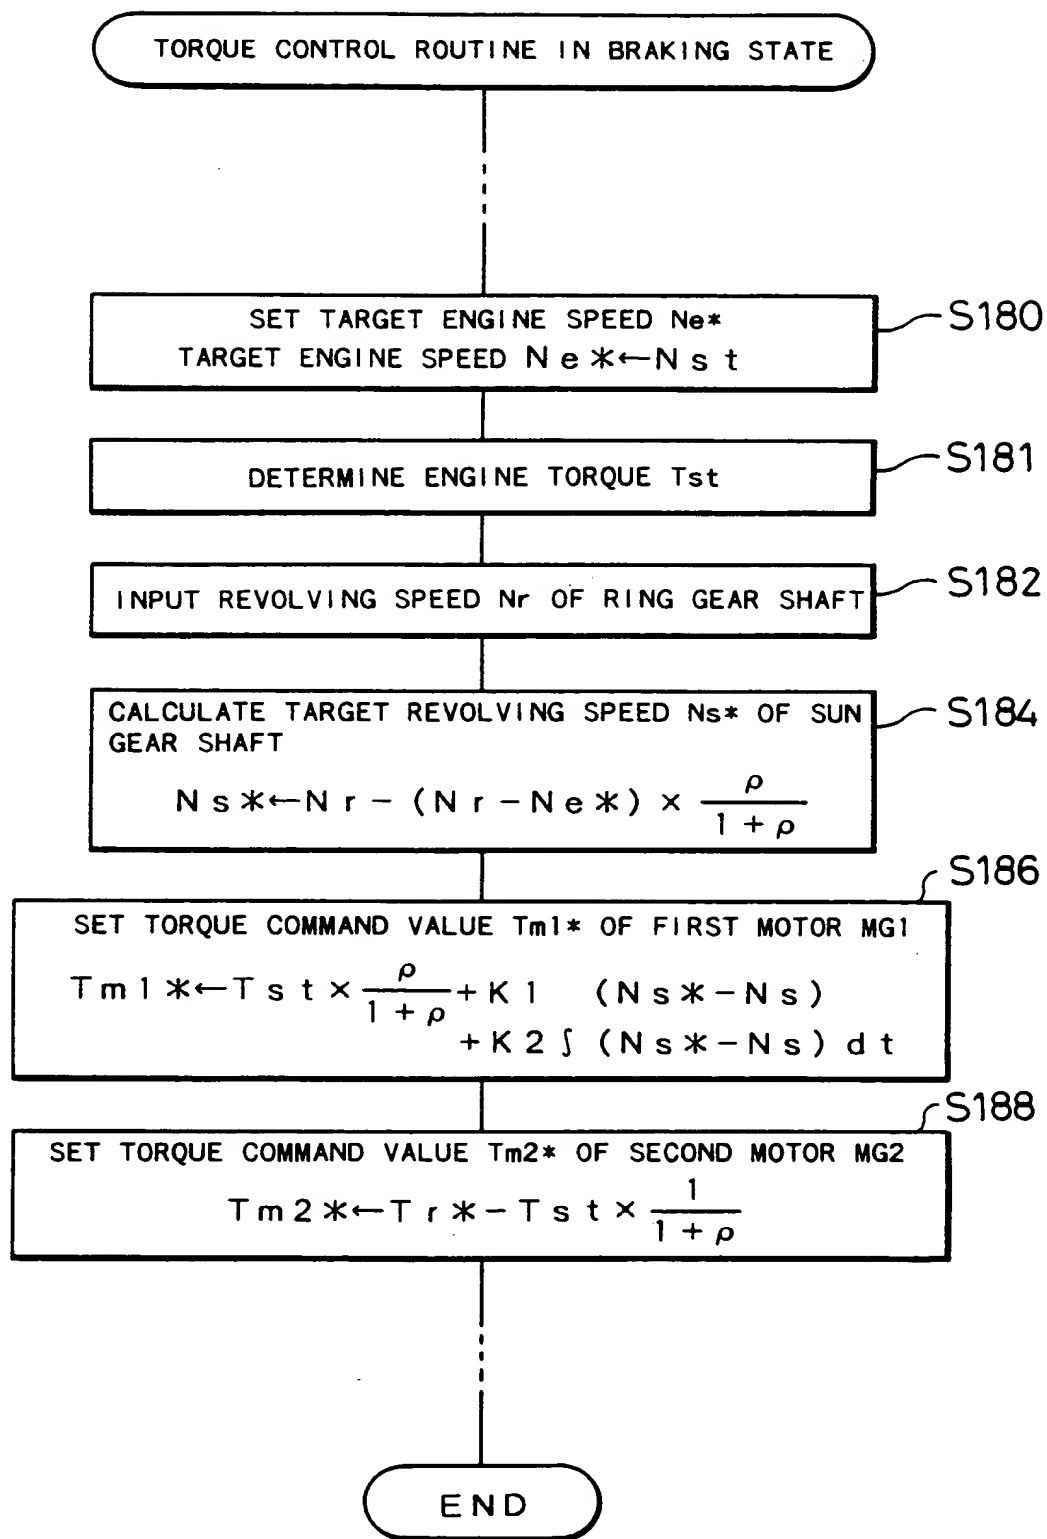 TORQUE CONTROL ROUTINE IN BRAKING STATE
SET TARGET ENGINE SPEED Ne*
TARGET ENGINE SPEED Ne*←Nst
S180
DETERMINE ENGINE TORQUE Tst
S181
INPUT REVOLVING SPEED Nr OF RING GEAR SHAFT
S182
CALCULATE TARGET REVOLVING SPEED Ns* OF SUN
GEAR SHAFT
Ns*←Nr-(Nr-Ne*)×ρ/(1+ρ)
S184
S186
SET TORQUE COMMAND VALUE Tm1* OF FIRST MOTOR MG1
Tm1*←Tst×ρ/(1+ρ)+K1 (Ns*-Ns)
+K2∫(Ns*-Ns)dt
S188
SET TORQUE COMMAND VALUE Tm2* OF SECOND MOTOR MG2
Tm2*←Tr*-Tst×1/(1+ρ)
END